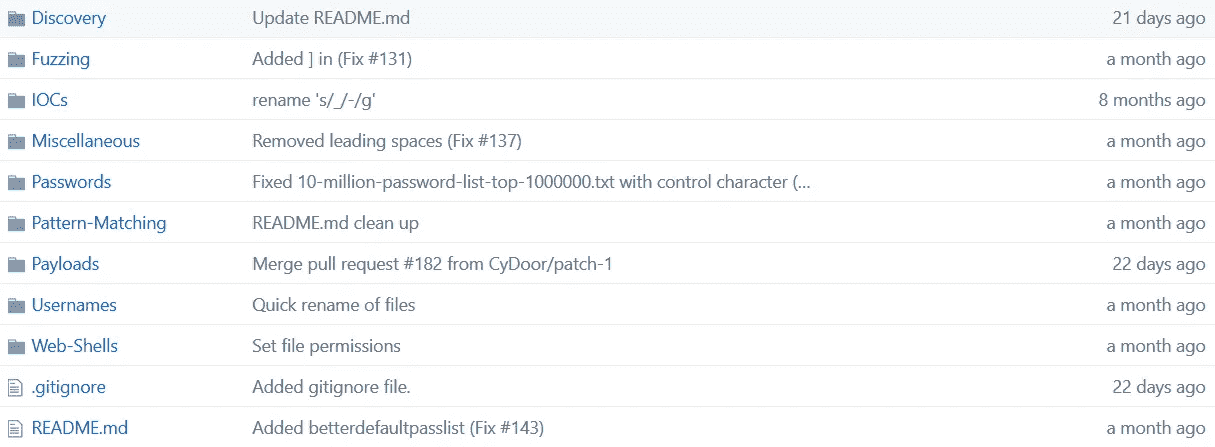 Discovery Update README.md 21 days ago
Fuzzing Added ] in (Fix #131) a month ago
IOCs rename 's/_/-/g' 8 months ago
Miscellaneous Removed leading spaces (Fix #137) a month ago
Passwords Fixed 10-million-password-list-top-1000000.txt with control character (... a month ago
Pattern-Matching README.md clean up a month ago
Payloads Merge pull request #182 from CyDoor/patch-1 22 days ago
Usernames Quick rename of files a month ago
Web-Shells Set file permissions a month ago
.gitignore Added gitignore file. 22 days ago
README.md Added betterdefaultpasslist (Fix #143) a month ago